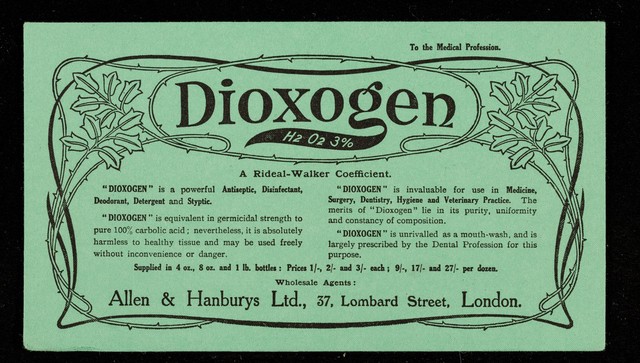 To the Medical Profession.
Dioxogen
H2 O2 3%
A Rideal-Walker Coefficient.
"DIOXOGEN" is a powerful Antiseptic, Disinfectant,
Deodorant, Detergent and Styptic.
"DIOXOGEN" is equivalent in germicidal strength to
pure 100% carbolic acid; nevertheless, it is absolutely
harmless to healthy tissue and may be used freely
without inconvenience or danger.
"DIOXOGEN" is invaluable for use in Medicine,
Surgery, Dentistry, Hygiene and Veterinary Practice. The
merits of "Dioxogen" lie in its purity, uniformity
and constancy of composition.
"DIOXOGEN" is unrivalled as a mouth-wash, and is
largely prescribed by the Dental Profession for this
purpose.
Supplied in 4 oz., 8 oz. and 1 lb. bottles: Prices 1/-, 2/- and 3/- each; 9/-, 17/- and 27/- per dozen.
Wholesale Agents:
Allen & Hanburys Ltd., 37, Lombard Street, London.